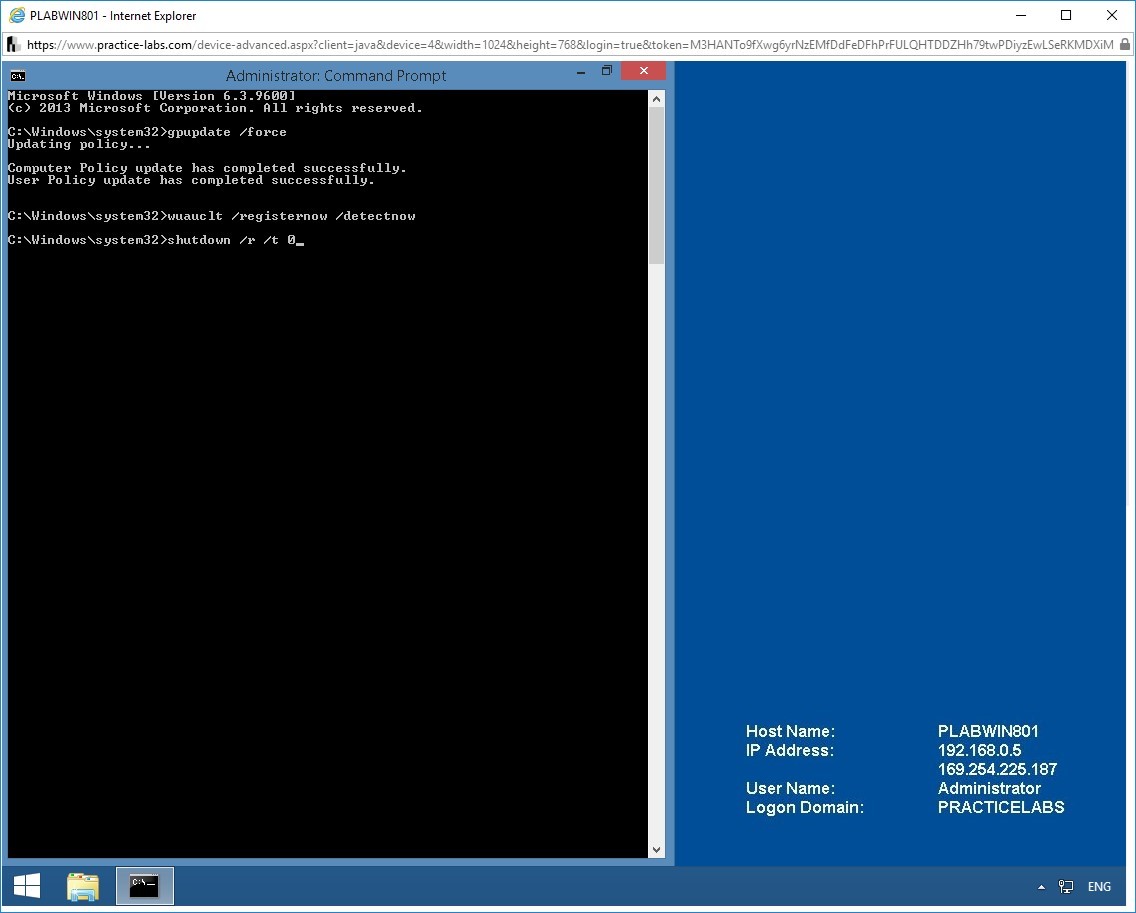 PLABWIN801 - Internet Explorer
https://www.practice-labs.com/device-advanced.aspx?client=java&device=4&width=1024&height=768&login=true&token=M3HANTo9fXwg6yrNzEMfDdFeDFhPrFULQHTDDZHh79twPDiyzEwLSeRKMDXiM
Administrator: Command Prompt
Microsoft Windows [Version 6.3.9600]
(c) 2013 Microsoft Corporation. All rights reserved.
C:\Windows\system32>gpupdate /force
Updating policy...
Computer Policy update has completed successfully.
User Policy update has completed successfully.
C:\Windows\system32>wuauclt /registernow /detectnow
C:\Windows\system32>shutdown /r /t 0_
Host Name: PLABWIN801
IP Address: 192.168.0.5
169.254.225.187
User Name: Administrator
Logon Domain: PRACTICELABS
ENG